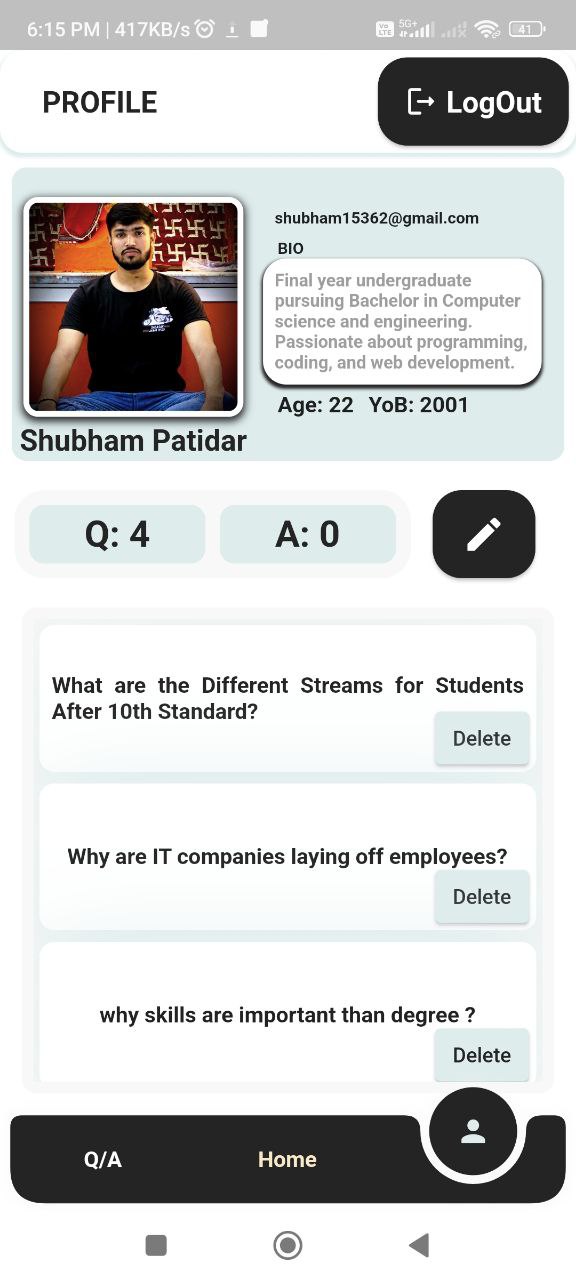 6:15 PM | 417KB/s
Vo
LTE
5G+
41
PROFILE
LogOut
shubham15362@gmail.com
BIO
Final year undergraduate
pursuing Bachelor in Computer
science and engineering.
Passionate about programming,
coding, and web development.
Age: 22 YoB: 2001
Shubham Patidar
Q: 4
A: 0
What are the Different Streams for Students
After 10th Standard?
Delete
Why are IT companies laying off employees?
Delete
why skills are important than degree ?
Delete
Q/A
Home